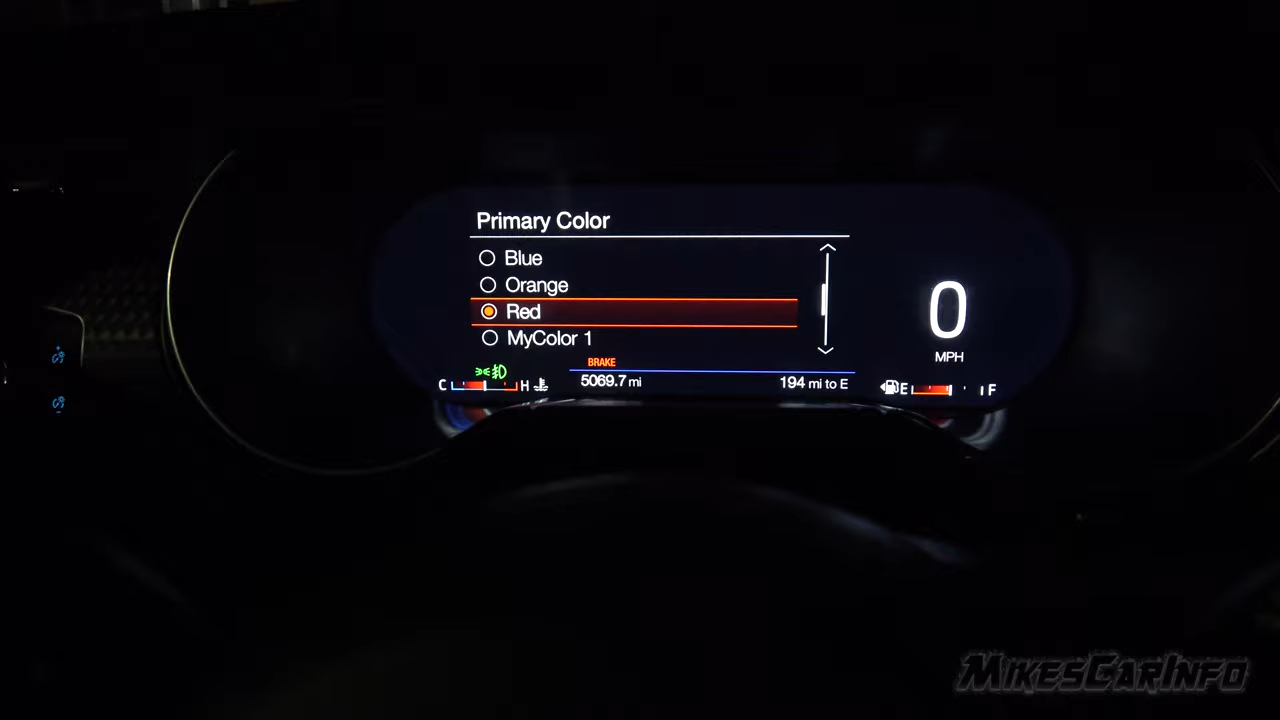 Primary Color
Blue
Orange
Red
MyColor 1
0
MPH
BRAKE
C H
5069.7 mi
194 mi to E
E F
MIKESCARINFO